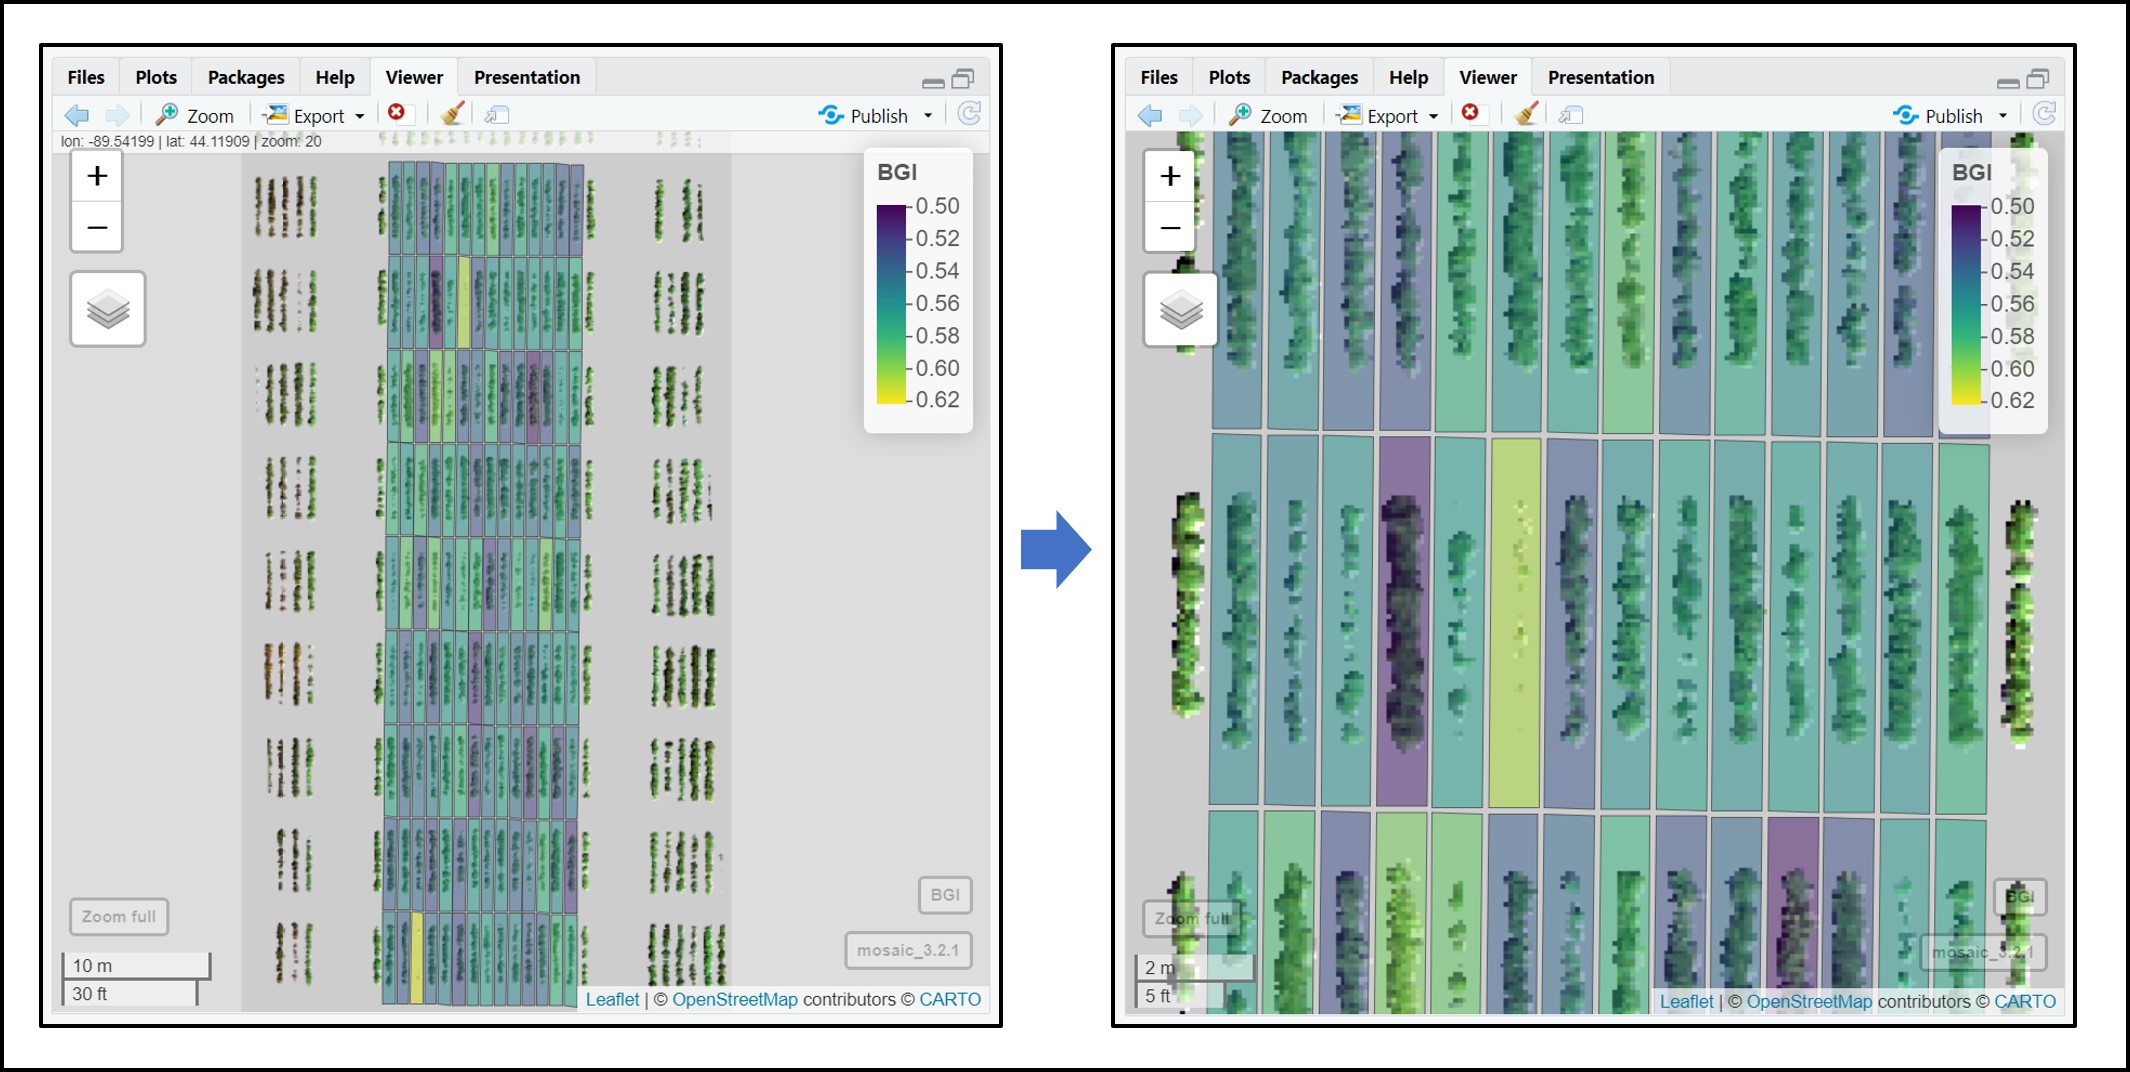 Files Plots Packages Help Viewer Presentation
Zoom Export Publish
lon: -89.54199 | lat: 44.11909 | zoom: 20
+
−
BGI
0.50
0.52
0.54
0.56
0.58
0.60
0.62
Zoom full
BGI
mosaic_3.2.1
10 m
30 ft
Leaflet | © OpenStreetMap contributors © CARTO
Files Plots Packages Help Viewer Presentation
Zoom Export Publish
+
−
BGI
0.50
0.52
0.54
0.56
0.58
0.60
0.62
Zoom full
BGI
mosaic_3.2.1
2 m
5 ft
Leaflet | © OpenStreetMap contributors © CARTO